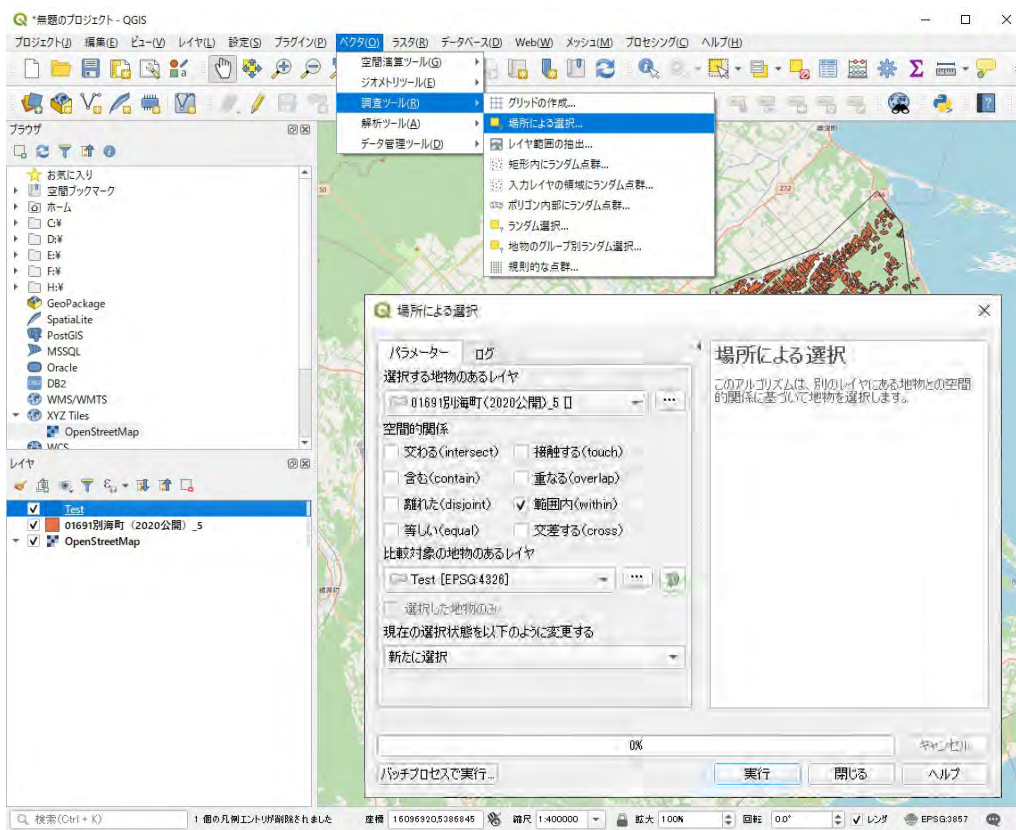 *無題のプロジェクト - QGIS
プロジェクト(J) 編集(E) ビュー(V) レイヤ(L) 設定(S) プラグイン(P) ベクタ(O) ラスタ(R) データベース(D) Web(W) メッシュ(M) プロセシング(C) ヘルプ(H)
空間演算ツール(G)
ジオメトリツール(E)
調査ツール(R)
解析ツール(A)
データ管理ツール(D)
グリッドの作成...
場所による選択...
レイヤ範囲の抽出...
矩形内にランダム点群...
入力レイヤの領域にランダム点群...
ポリゴン内部にランダム点群...
ランダム選択...
地物のグループ別ランダム選択...
規則的な点群...
ブラウザ
お気に入り
空間ブックマーク
ホーム
C:¥
D:¥
E:¥
F:¥
H:¥
GeoPackage
SpatiaLite
PostGIS
MSSQL
Oracle
DB2
WMS/WMTS
XYZ Tiles
OpenStreetMap
WCS
レイヤ
Test
01691別海町（2020公開）_5
OpenStreetMap
50
272
場所による選択
パラメーター ログ
選択する地物のあるレイヤ
01691別海町(2020公開)_5 []
空間的関係
交わる(intersect) 接触する(touch)
含む(contain) 重なる(overlap)
離れた(disjoint) 範囲内(within)
等しい(equal) 交差する(cross)
比較対象の地物のあるレイヤ
Test [EPSG:4326]
選択した地物のみ
現在の選択状態を以下のように変更する
新たに選択
場所による選択
このアルゴリズムは、別のレイヤにある地物との空間
的関係に基づいて地物を選択します。
0% キャンセル
バッチプロセスで実行... 実行 閉じる ヘルプ
検索(Ctrl + K) 1 個の凡例エントリが削除されました 座標 16096920,5386845 縮尺 1:400000 拡大 100% 回転 0.0° レンダ EPSG:3857